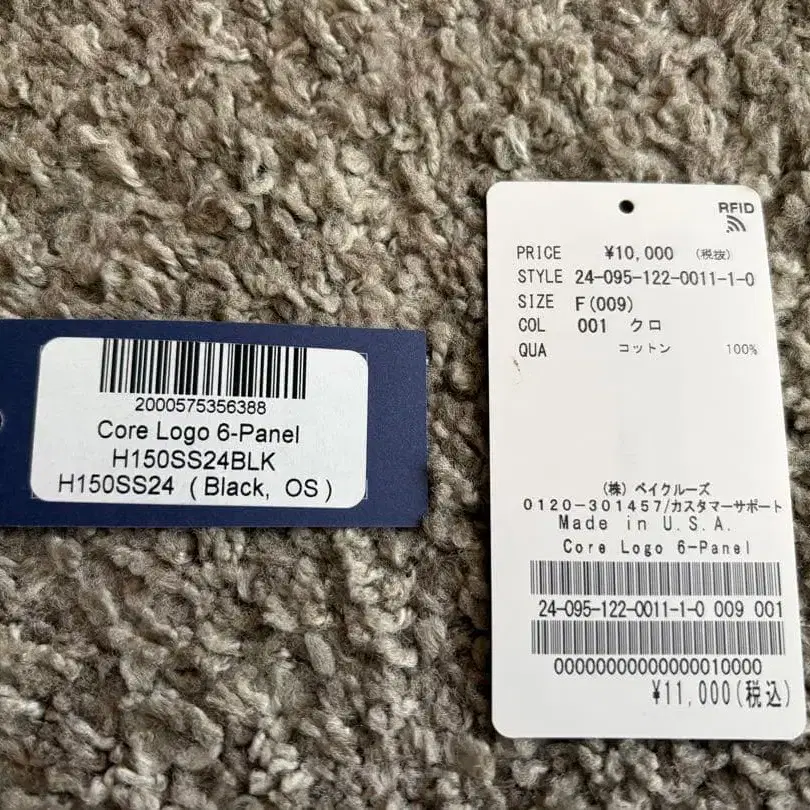 2000575356388
Core Logo 6-Panel
H150SS24BLK
H150SS24 (Black, OS)
RFID
PRICE ¥10,000 (税抜)
STYLE 24-095-122-0011-1-0
SIZE F(009)
COL 001 クロ
QUA コットン 100%
(株) ベイクルーズ
0120-301457/カスタマーサポート
Made in U.S.A.
Core Logo 6-Panel
24-095-122-0011-1-0 009 001
00000000000000010000
¥11,000(税込)